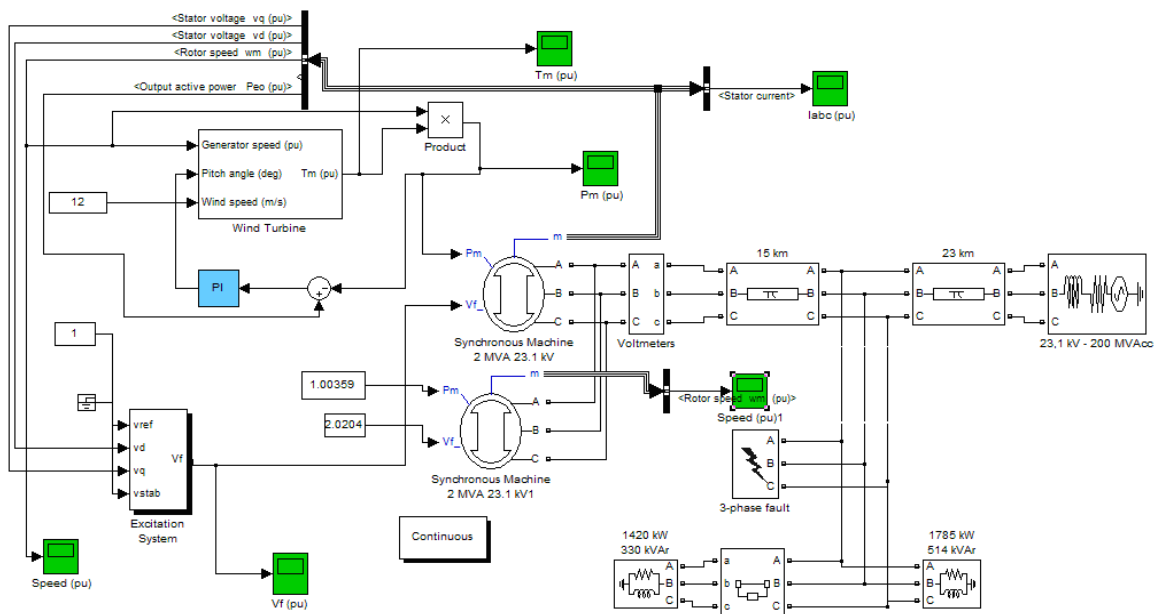 <Stator voltage vq (pu)>
<Stator voltage vd (pu)>
<Rotor speed wm (pu)>
<Output active power Peo (pu)>
Tm (pu)
<Stator current>
Iabc (pu)
×
Product
Generator speed (pu)
Pitch angle (deg)
Tm (pu)
Wind speed (m/s)
Wind Turbine
12
Pm (pu)
PI
1
m
Pm
Vf_
A
B
C
Synchronous Machine
2 MVA 23.1 kV
A
B
C
a
b
c
Voltmeters
15 km
A
B
C
A
B
C
23 km
A
B
C
A
B
C
A
B
C
23,1 kV - 200 MVAcc
1.00359
2.0204
m
Pm
Vf_
A
B
C
Synchronous Machine
2 MVA 23.1 kV1
<Rotor speed wm (pu)>
Speed (pu)1
vref
vd
vq
vstab
Vf
Excitation
System
A
B
C
3-phase fault
Continuous
Speed (pu)
Vf (pu)
1420 kW
330 kVAr
A
B
C
a
b
c
A
B
C
1785 kW
514 kVAr
A
B
C